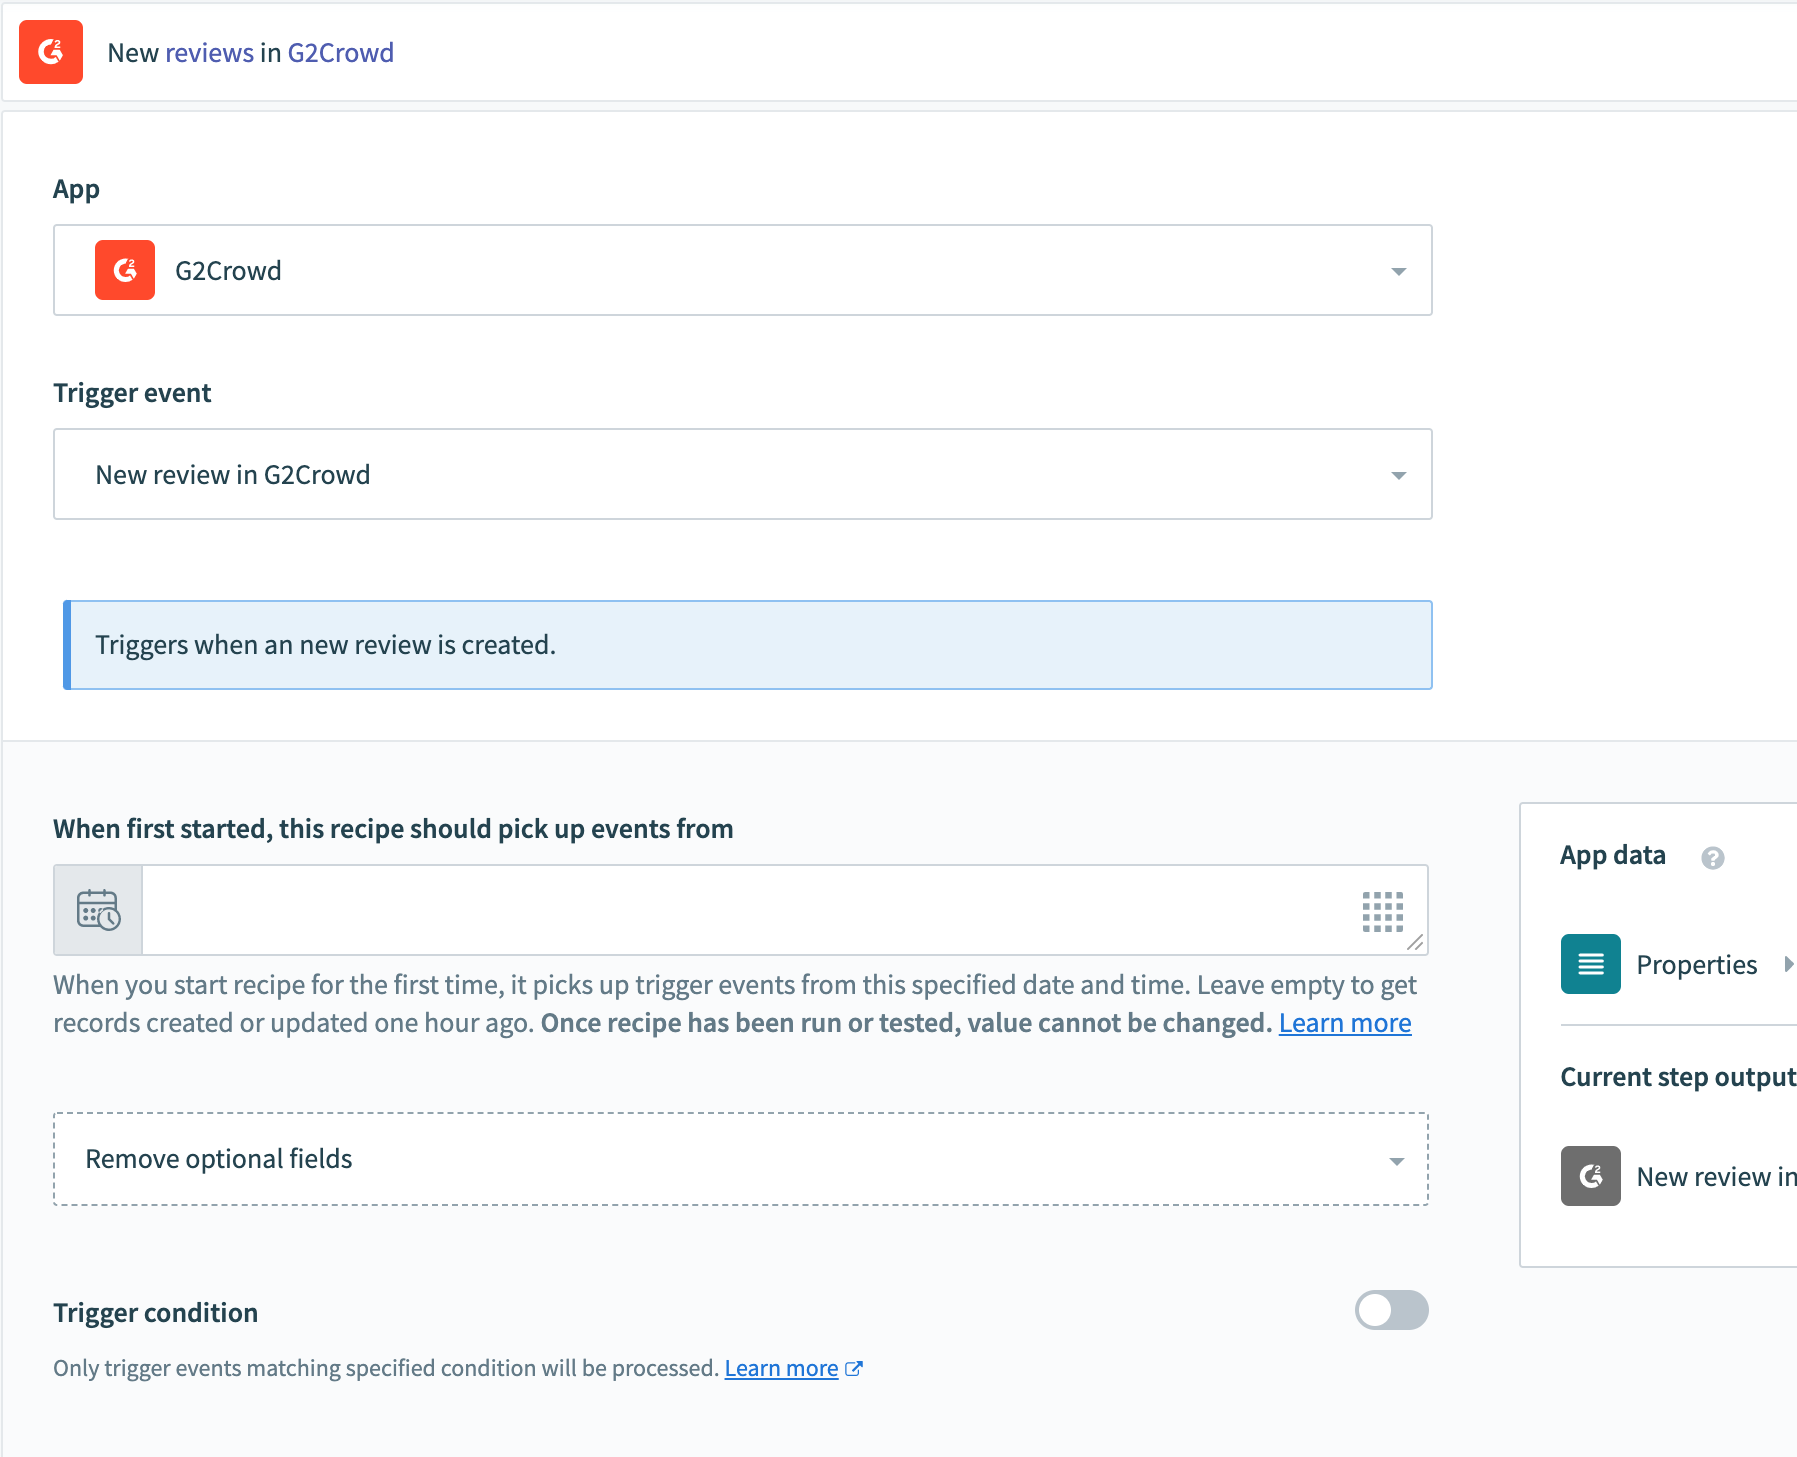 New reviews in G2Crowd
App
G2Crowd
Trigger event
New review in G2Crowd
Triggers when an new review is created.
When first started, this recipe should pick up events from
When you start recipe for the first time, it picks up trigger events from this specified date and time. Leave empty to get
records created or updated one hour ago. Once recipe has been run or tested, value cannot be changed. Learn more
Remove optional fields
Trigger condition
Only trigger events matching specified condition will be processed. Learn more
App data
Properties
Current step output
New review in